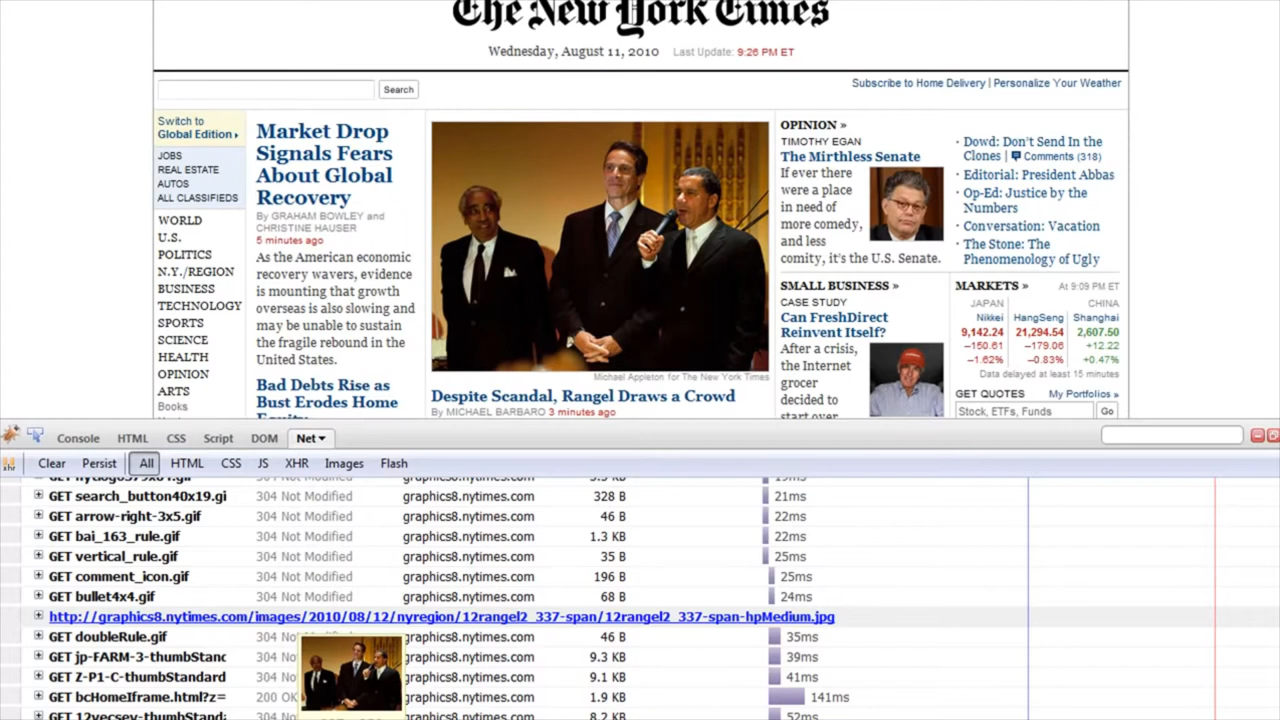 The New York Times
Wednesday, August 11, 2010 Last Update: 9:26 PM ET
Search
Subscribe to Home Delivery | Personalize Your Weather
Switch to
Global Edition ▸
JOBS
REAL ESTATE
AUTOS
ALL CLASSIFIEDS
WORLD
U.S.
POLITICS
N.Y./REGION
BUSINESS
TECHNOLOGY
SPORTS
SCIENCE
HEALTH
OPINION
ARTS
Books
Market Drop
Signals Fears
About Global
Recovery
By GRAHAM BOWLEY and
CHRISTINE HAUSER
5 minutes ago
As the American economic
recovery wavers, evidence
is mounting that growth
overseas is also slowing and
may be unable to sustain
the fragile rebound in the
United States.
Bad Debts Rise as
Bust Erodes Home
Equity
Michael Appleton for The New York Times
Despite Scandal, Rangel Draws a Crowd
By MICHAEL BARBARO 3 minutes ago
OPINION »
TIMOTHY EGAN
The Mirthless Senate
If ever there
were a place
in need of
more comedy,
and less
comity, it's the U.S. Senate.
· Dowd: Don't Send In the
Clones | Comments (318)
· Editorial: President Abbas
· Op-Ed: Justice by the
Numbers
· Conversation: Vacation
· The Stone: The
Phenomenology of Ugly
SMALL BUSINESS »
CASE STUDY
Can FreshDirect
Reinvent Itself?
After a crisis,
the Internet
grocer
decided to
start over
MARKETS » At 9:09 PM ET
JAPAN CHINA
Nikkei HangSeng Shanghai
9,142.24 21,294.54 2,607.50
-150.61 -179.06 +12.22
-1.62% -0.83% +0.47%
Data delayed at least 15 minutes
GET QUOTES My Portfolios »
Stock, ETFs, Funds Go
Console HTML CSS Script DOM Net ▾
xhr Clear Persist All HTML CSS JS XHR Images Flash
GET search_button40x19.gi 304 Not Modified graphics8.nytimes.com 328 B 21ms
GET arrow-right-3x5.gif 304 Not Modified graphics8.nytimes.com 46 B 22ms
GET bai_163_rule.gif 304 Not Modified graphics8.nytimes.com 1.3 KB 22ms
GET vertical_rule.gif 304 Not Modified graphics8.nytimes.com 35 B 25ms
GET comment_icon.gif 304 Not Modified graphics8.nytimes.com 196 B 25ms
GET bullet4x4.gif 304 Not Modified graphics8.nytimes.com 68 B 24ms
http://graphics8.nytimes.com/images/2010/08/12/nyregion/12rangel2_337-span/12rangel2_337-span-hpMedium.jpg
GET doubleRule.gif 304 No graphics8.nytimes.com 46 B 35ms
GET jp-FARM-3-thumbStanc 304 No graphics8.nytimes.com 9.3 KB 39ms
GET Z-P1-C-thumbStandard 304 No graphics8.nytimes.com 9.1 KB 41ms
GET bcHomeIframe.html?z= 200 OK graphics8.nytimes.com 1.9 KB 141ms
GET 12vecsey-thumbStand 304 No graphics8.nytimes.com 8.2 KB 52ms